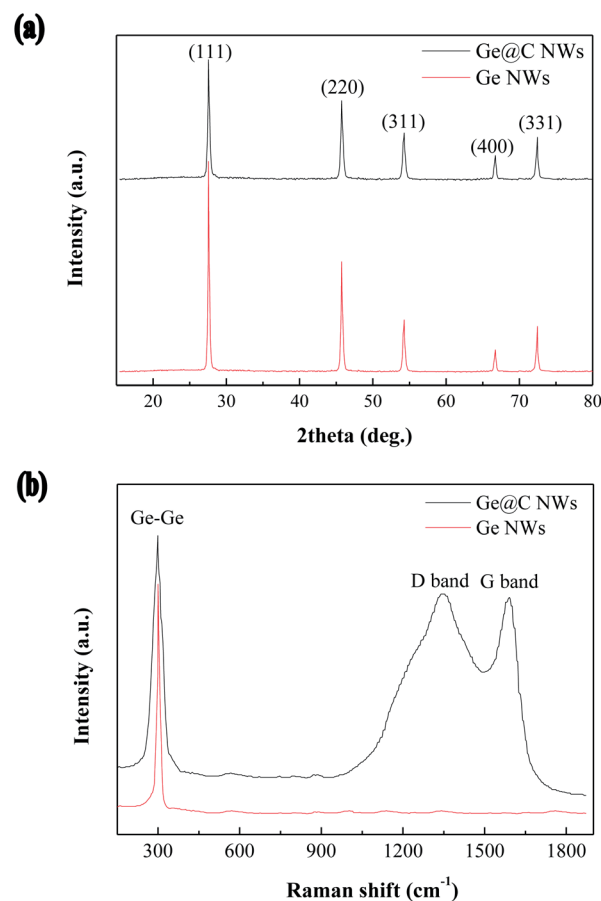 (a)
Ge@C NWs
Ge NWs
(111)
(220)
(311)
(400)
(331)
Intensity (a.u.)
20 30 40 50 60 70 80
2theta (deg.)
(b)
Ge@C NWs
Ge NWs
Ge-Ge
D band
G band
Intensity (a.u.)
300 600 900 1200 1500 1800
Raman shift (cm⁻¹)